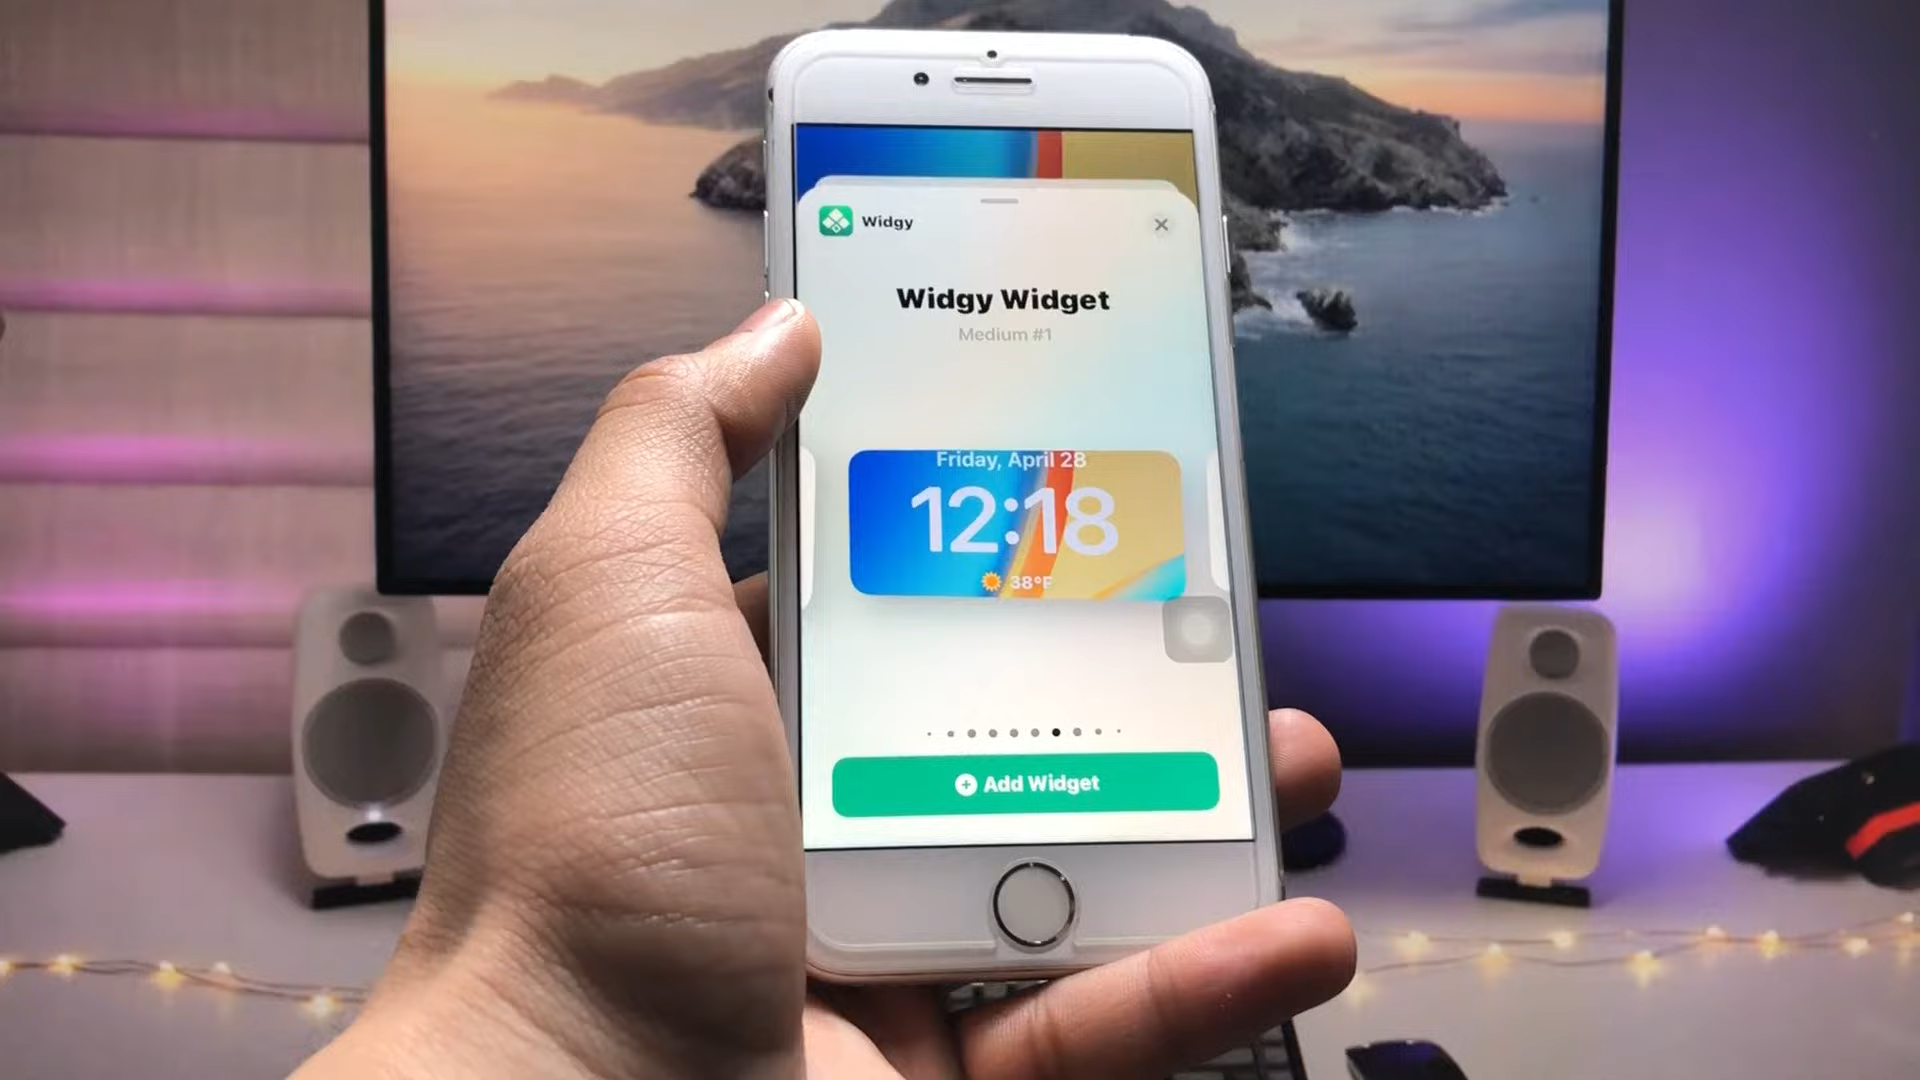 Widgy
Widgy Widget
Medium #1
Friday, April 28
12:18
38°F
Add Widget